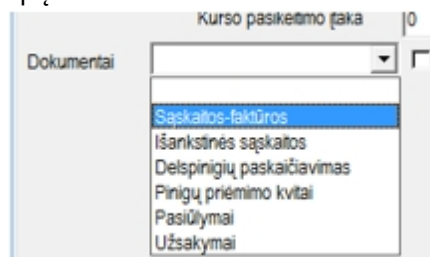 Kurso pasikeitimo įtaka 0
Dokumentai
Sąskaitos-faktūros
Išankstinės sąskaitos
Delspinigių paskaičiavimas
Pinigų priėmimo kvitai
Pasiūlymai
Užsakymai